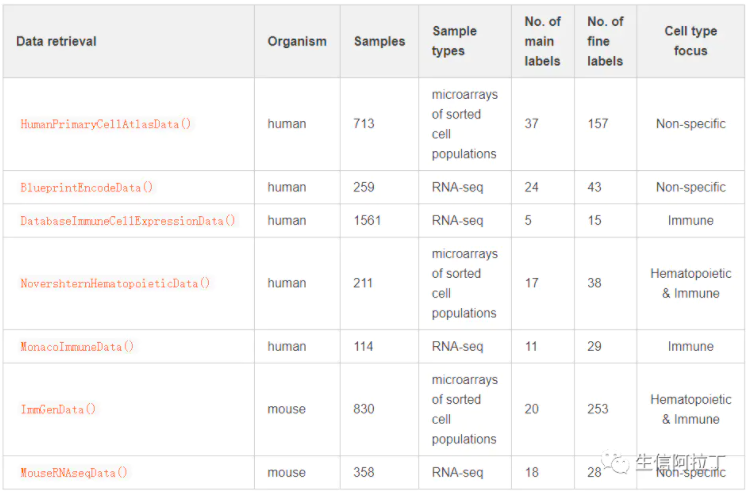 Data retrieval Organism Samples Sample types No. of main labels No. of fine labels Cell type focus
HumanPrimaryCellAtlasData() human 713 microarrays of sorted cell populations 37 157 Non-specific
BlueprintEncodeData() human 259 RNA-seq 24 43 Non-specific
DatabaseImmuneCellExpressionData() human 1561 RNA-seq 5 15 Immune
NovershternHematopoieticData() human 211 microarrays of sorted cell populations 17 38 Hematopoietic & Immune
MonacoImmuneData() human 114 RNA-seq 11 29 Immune
ImmGenData() mouse 830 microarrays of sorted cell populations 20 253 Hematopoietic & Immune
MouseRNAseqData() mouse 358 RNA-seq 18 28 Non-specific
生信阿拉丁